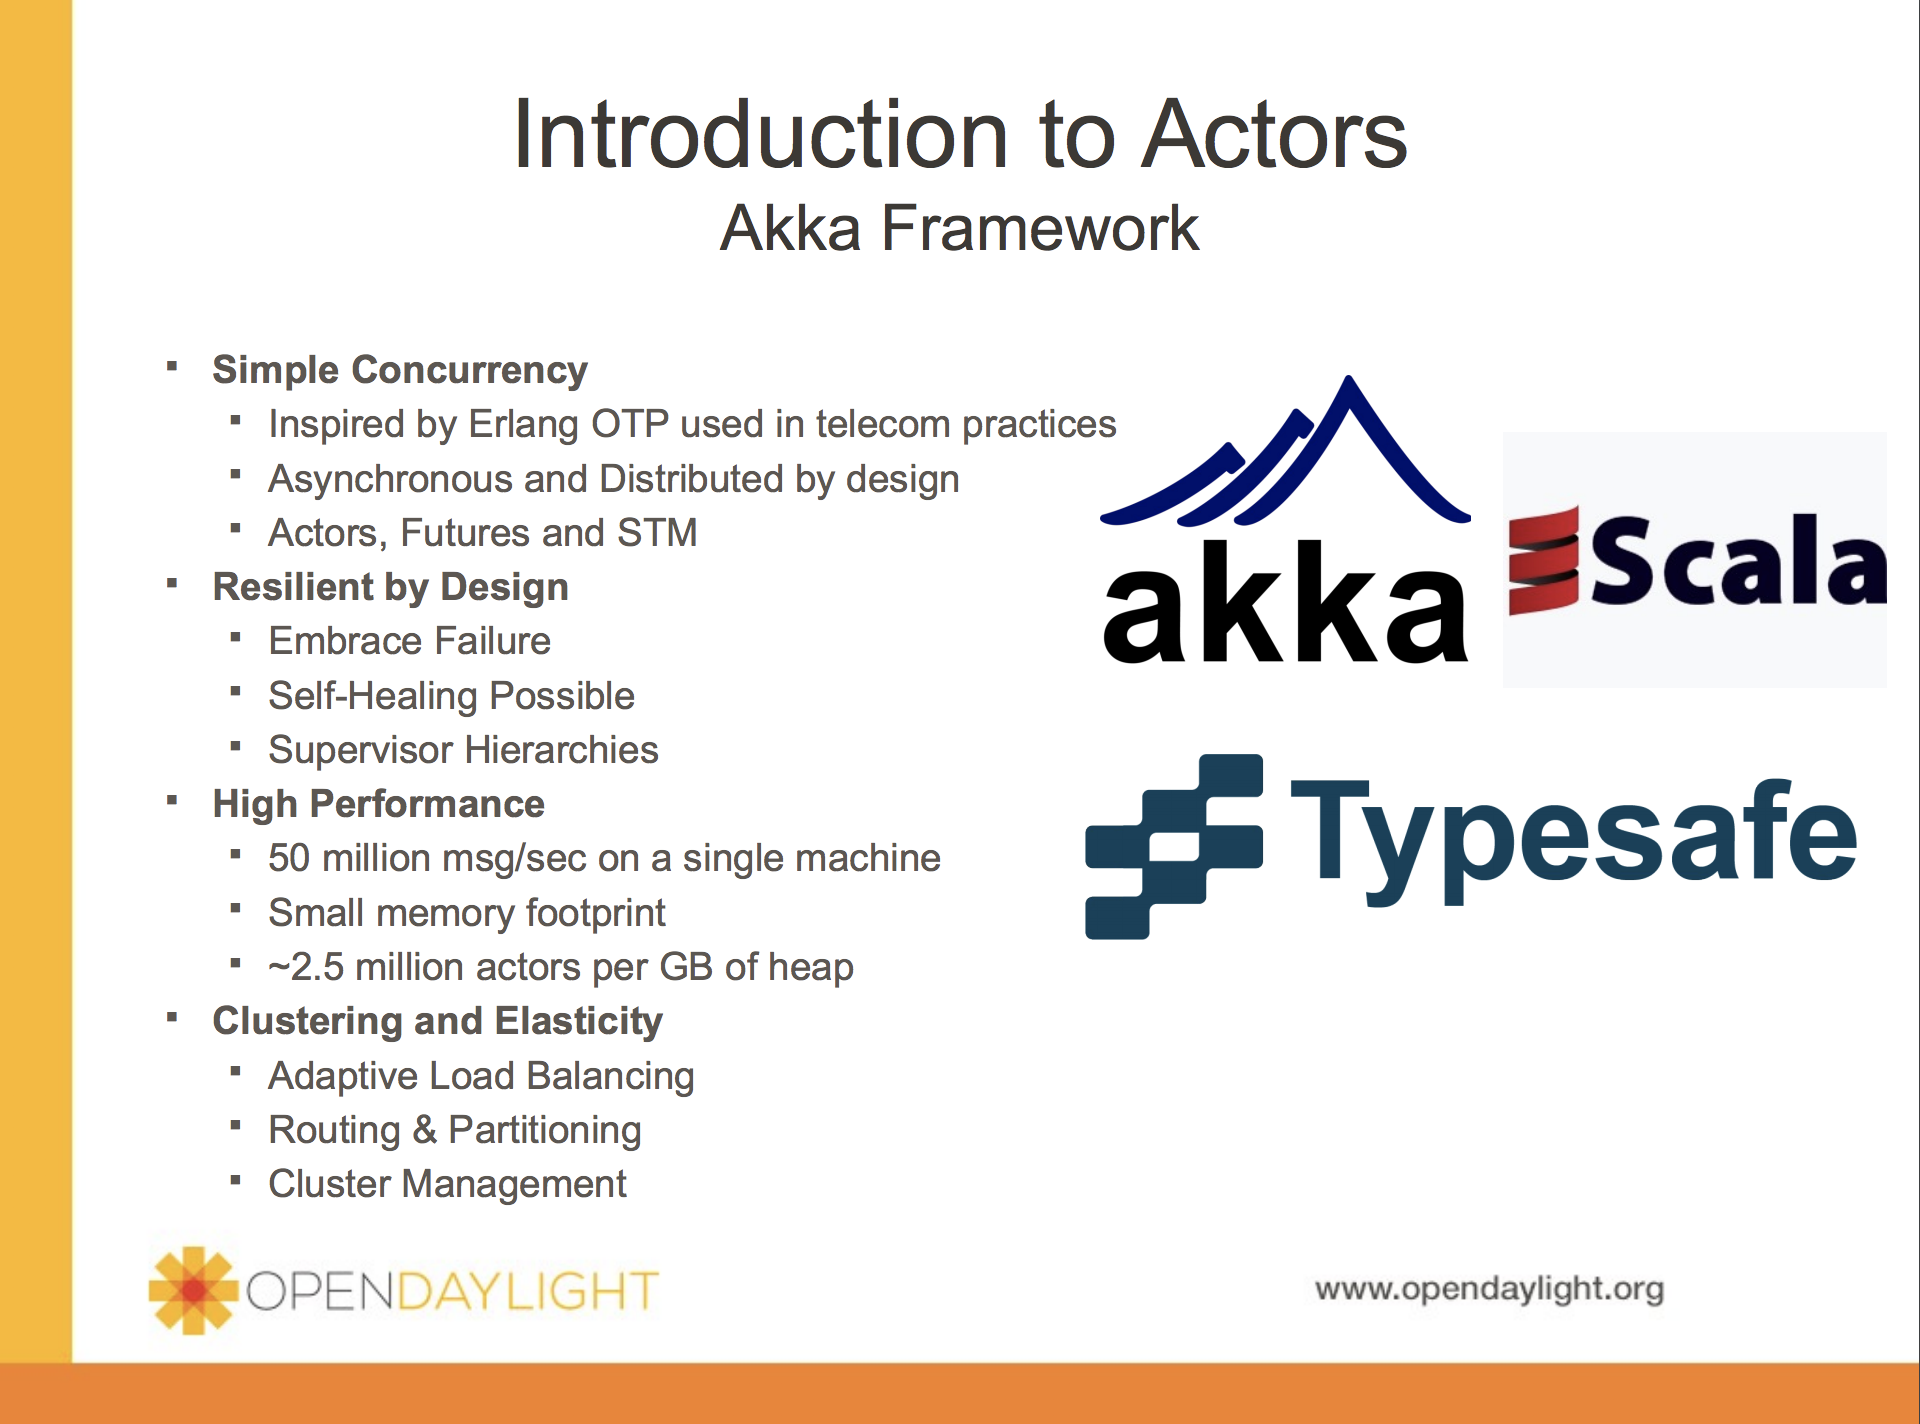 Introduction to Actors
Akka Framework
▪ Simple Concurrency
▪ Inspired by Erlang OTP used in telecom practices
▪ Asynchronous and Distributed by design
▪ Actors, Futures and STM
▪ Resilient by Design
▪ Embrace Failure
▪ Self-Healing Possible
▪ Supervisor Hierarchies
▪ High Performance
▪ 50 million msg/sec on a single machine
▪ Small memory footprint
▪ ~2.5 million actors per GB of heap
▪ Clustering and Elasticity
▪ Adaptive Load Balancing
▪ Routing & Partitioning
▪ Cluster Management
akka
Scala
Typesafe
OPENDAYLIGHT
www.opendaylight.org